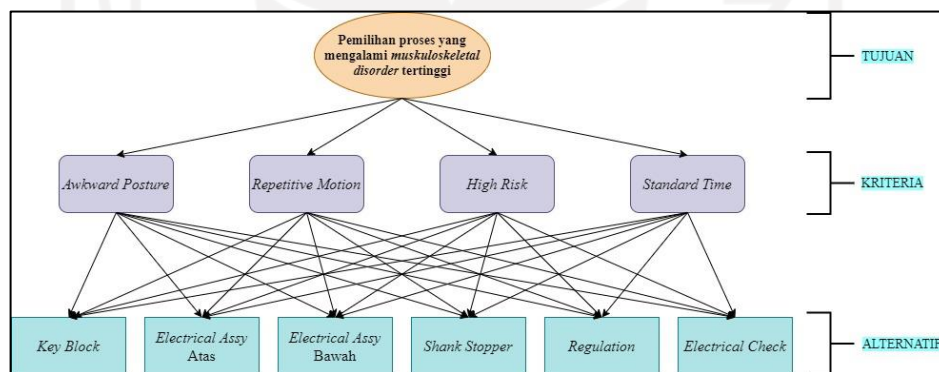 Pemilihan proses yang
mengalami muskuloskeletal
disorder tertinggi
TUJUAN
Awkward Posture
Repetitive Motion
High Risk
Standard Time
KRITERIA
Key Block
Electrical Assy
Atas
Electrical Assy
Bawah
Shank Stopper
Regulation
Electrical Check
ALTERNATIF